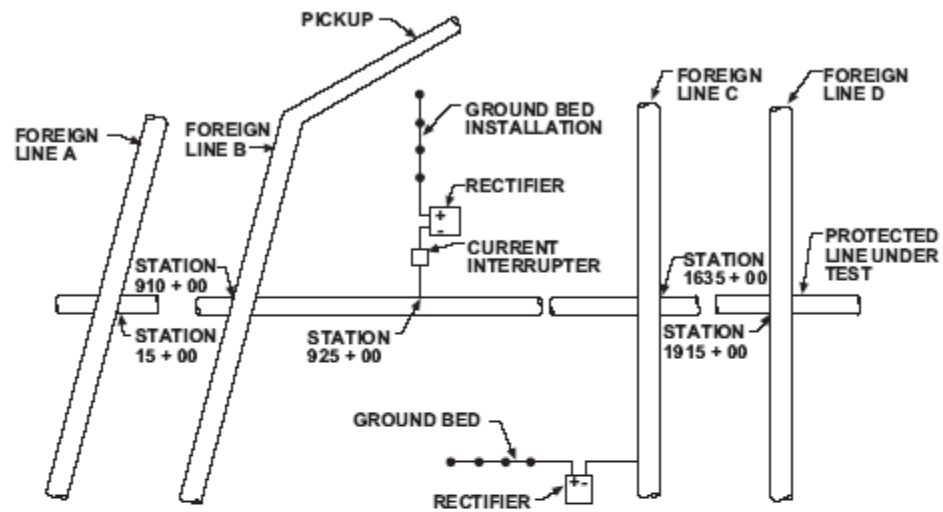 PICKUP
FOREIGN
LINE A
FOREIGN
LINE B
GROUND BED
INSTALLATION
FOREIGN
LINE C
FOREIGN
LINE D
RECTIFIER
+
-
CURRENT
INTERRUPTER
STATION
910 + 00
STATION
15 + 00
STATION
925 + 00
STATION
1635 + 00
PROTECTED
LINE UNDER
TEST
STATION
1915 + 00
GROUND BED
RECTIFIER
+-